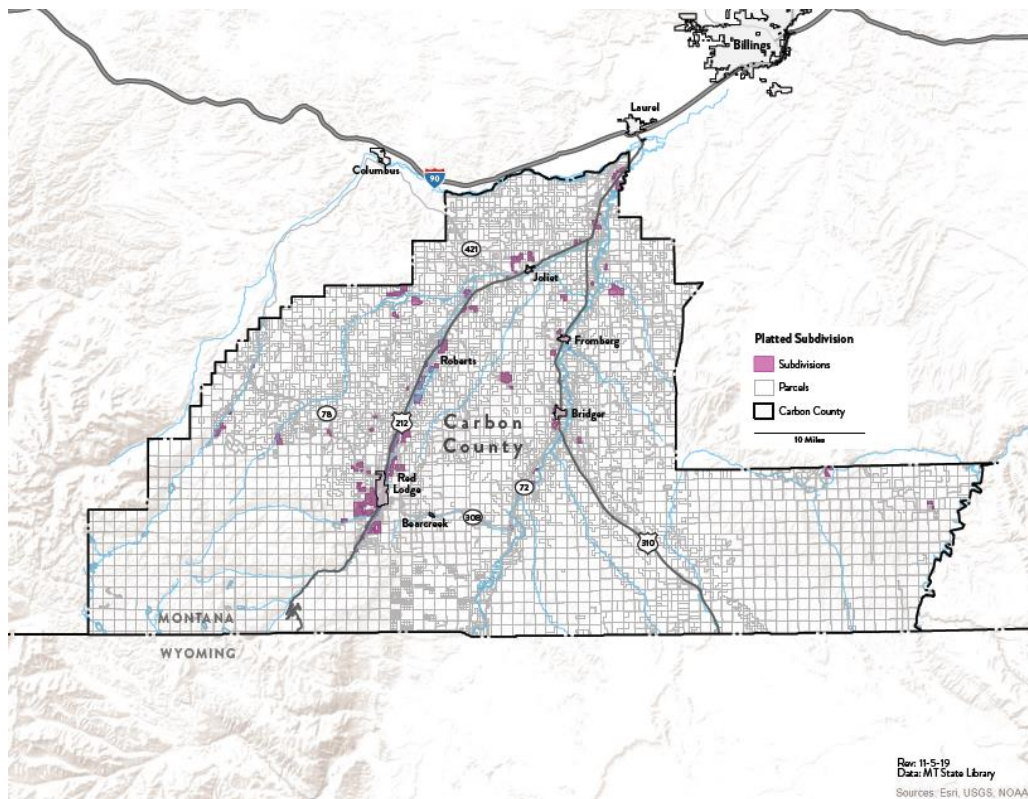 Billings
Laurel
Columbus
90
421
Joliet
Fromberg
Roberts
78
212
Carbon
County
Bridger
Red
Lodge
72
Bearcreek
308
310
MONTANA
WYOMING
Platted Subdivision
Subdivisions
Parcels
Carbon County
10 Miles
Rev: 11-5-19
Data: MT State Library
Sources: Esri, USGS, NOAA